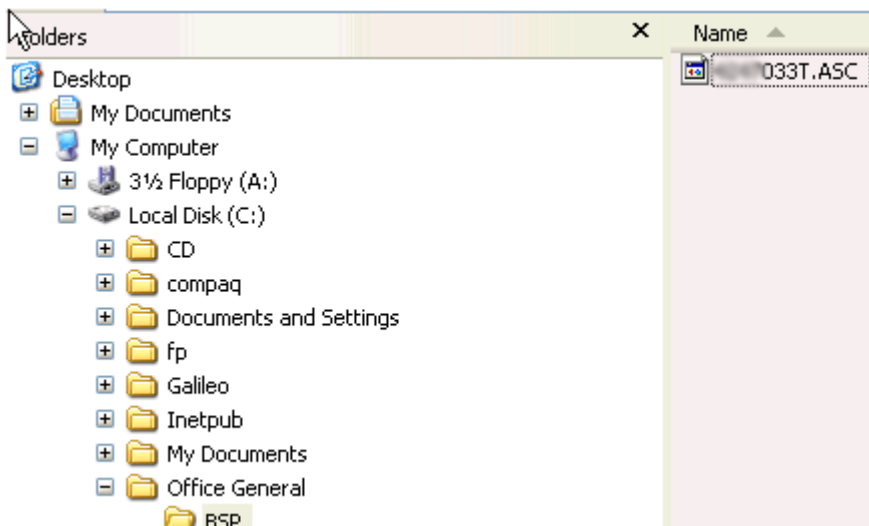 Folders
Name
Desktop
My Documents
My Computer
3½ Floppy (A:)
Local Disk (C:)
CD
compaq
Documents and Settings
fp
Galileo
Inetpub
My Documents
Office General
BSP
033T.ASC